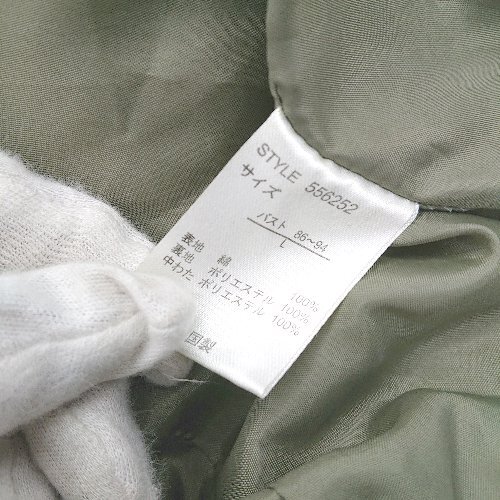 STYLE 556252
サイズ
バスト 86~94
L
表地 綿 100%
裏地 ポリエステル 100%
中わた ポリエステル 100%
国製